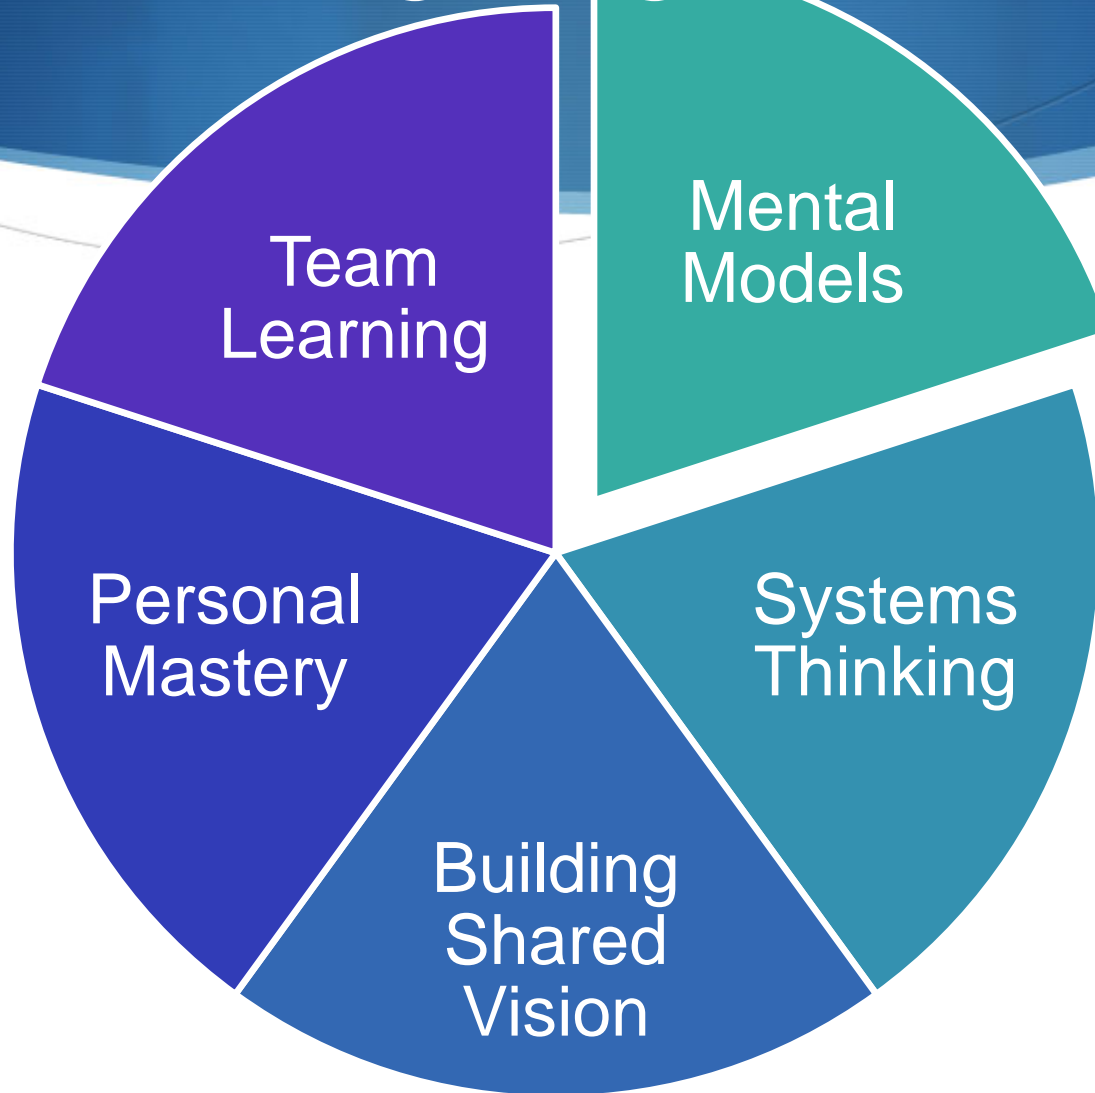 Mental
Models
Team
Learning
Systems
Thinking
Personal
Mastery
Building
Shared
Vision